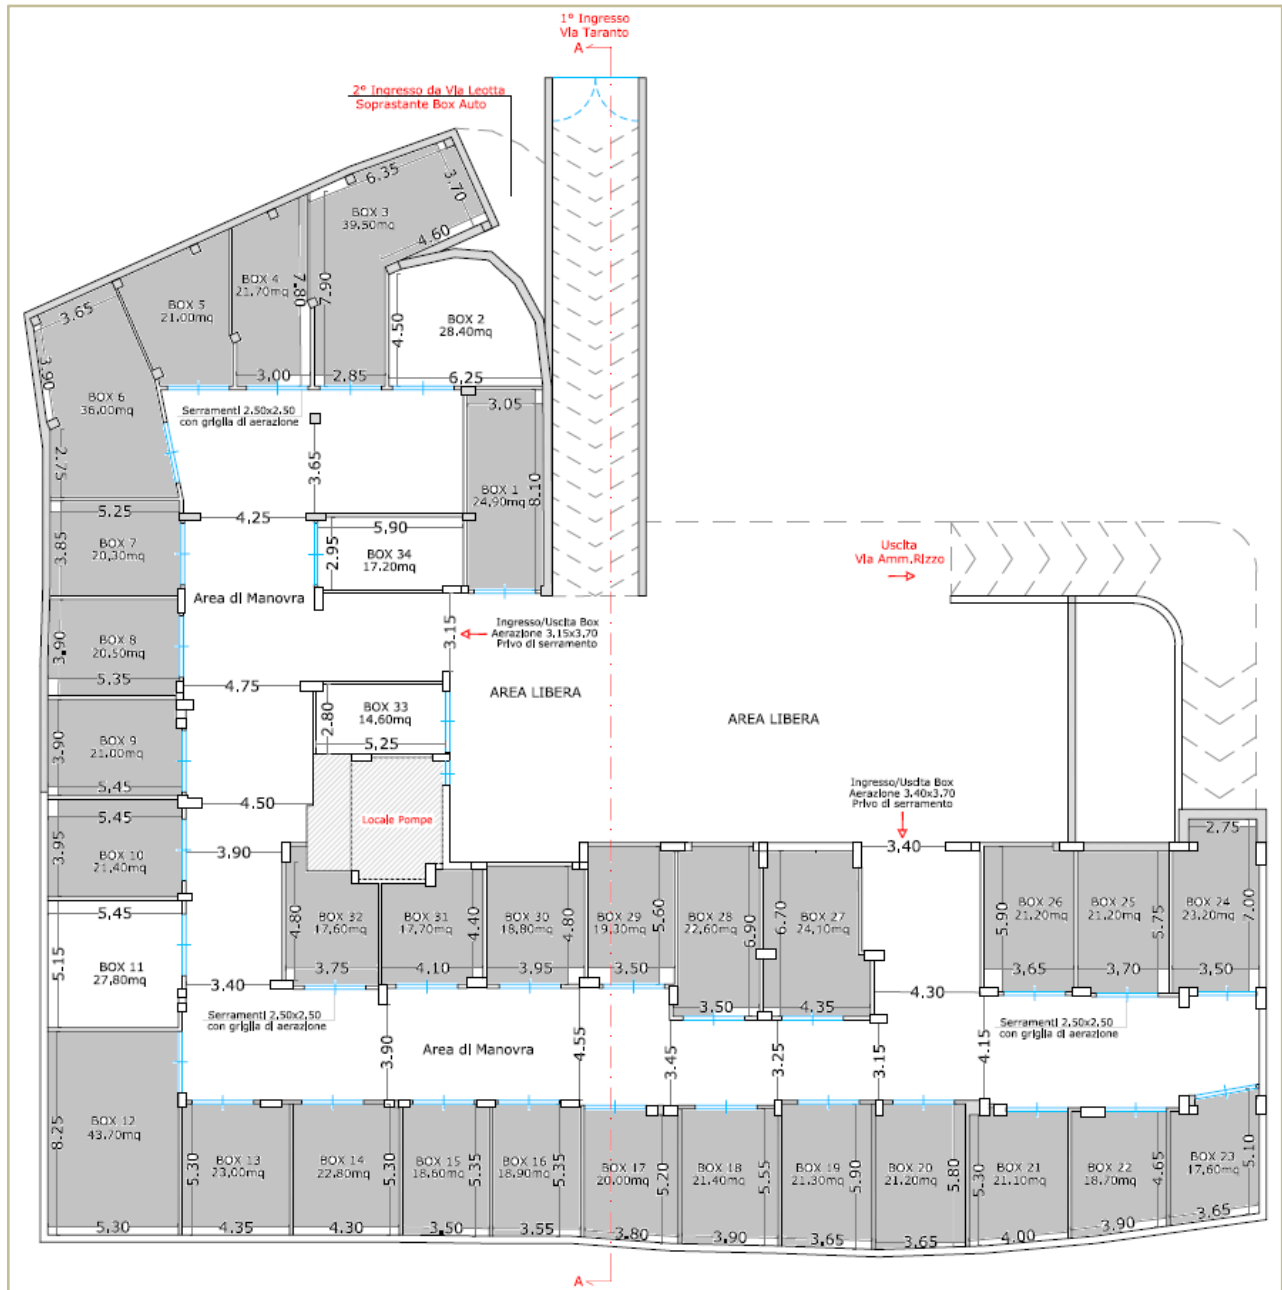 1° Ingresso
Via Taranto
A
2° Ingresso da Via Leotta
Soprastante Box Auto
6.35
3.70
BOX 3
39,50mq
4.60
BOX 4
21.70mq
7.80
7.90
BOX 5
21.00mq
3.65
BOX 2
28.40mq
4.50
3.90
3.00
2.85
6.25
BOX 6
36,00mq
Serramenti 2.50x2.50
con griglia di aerazione
3.05
2.75
3.65
BOX 1
24,90mq
8.10
5.25
4.25
5.90
3.85
BOX 7
20,30mq
2.95
BOX 34
17.20mq
Uscita
Via Amm.Rizzo
Area di Manovra
3.90
BOX 8
20.50mq
5.35
3.15
Ingresso/Uscita Box
Aerazione 3,15x3,70
Privo di serramento
4.75
AREA LIBERA
AREA LIBERA
2.80
BOX 33
14,60mq
5.25
3.90
BOX 9
21.00mq
5.45
Ingresso/Uscita Box
Aerazione 3.40x3.70
Privo di serramento
4.50
5.45
Locale Pompe
2.75
3.95
BOX 10
21,40mq
3.90
3.40
5.45
4.80
BOX 32
17,60mq
3.75
BOX 31
17,70mq
4.40
4.10
BOX 30
18,80mq
4.80
3.95
BOX 29
19,30mq
5.60
3.50
BOX 28
22,60mq
6.90
3.50
6.70
BOX 27
24,10mq
4.35
5.90
BOX 26
21.20mq
3.65
BOX 25
21.20mq
5.75
3.70
BOX 24
23.20mq
7.00
3.50
5.15
BOX 11
27,80mq
3.40
4.30
Serramenti 2,50x2,50
con griglia di aerazione
Serramenti 2.50x2.50
con griglia di aerazione
3.90
Area di Manovra
4.55
3.45
3.25
3.15
4.15
8.25
BOX 12
43.70mq
5.30
5.30
BOX 13
23,00mq
4.35
BOX 14
22.80mq
5.30
4.30
BOX 15
18,60mq
5.35
3.50
BOX 16
18,90mq
5.35
3.55
BOX 17
20.00mq
5.20
3.80
BOX 18
21.40mq
5.55
3.90
BOX 19
21.30mq
5.90
3.65
BOX 20
21.20mq
5.80
3.65
5.30
BOX 21
21.10mq
4.00
BOX 22
18.70mq
4.65
3.90
BOX 23
17,60mq
5.10
3.65
A